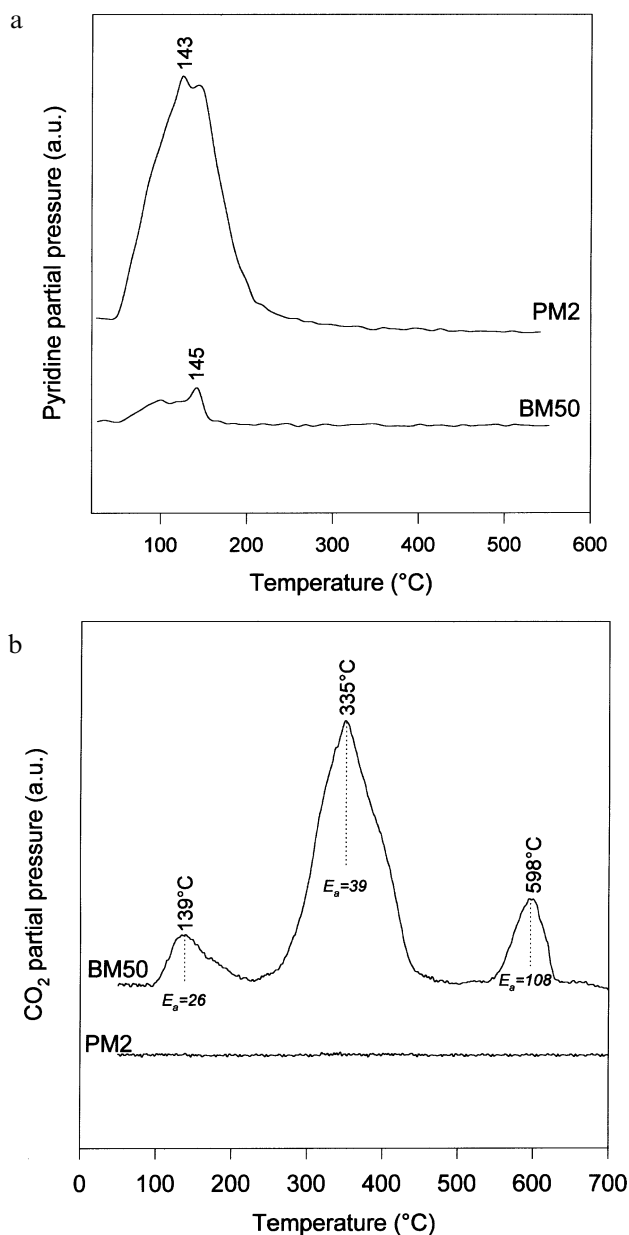 a
Pyridine partial pressure (a.u.)
143
PM2
145
BM50
100 200 300 400 500 600
Temperature (°C)
b
CO₂ partial pressure (a.u.)
335°C
Eₐ=39
139°C
598°C
BM50
Eₐ=26
Eₐ=108
PM2
0 100 200 300 400 500 600 700
Temperature (°C)